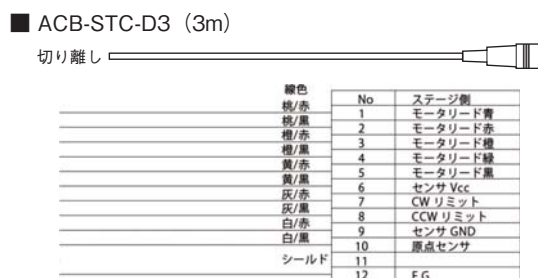 ■ ACB-STC-D3（3m）
切り離し
線色
No ステージ側
桃/赤 1 モータリード青
桃/黒 2 モータリード赤
橙/赤 3 モータリード橙
橙/黒 4 モータリード緑
黄/赤 5 モータリード黒
黄/黒 6 センサ Vcc
灰/赤 7 CW リミット
灰/黒 8 CCW リミット
白/赤 9 センサ GND
白/黒 10 原点センサ
シールド 11
12 F.G